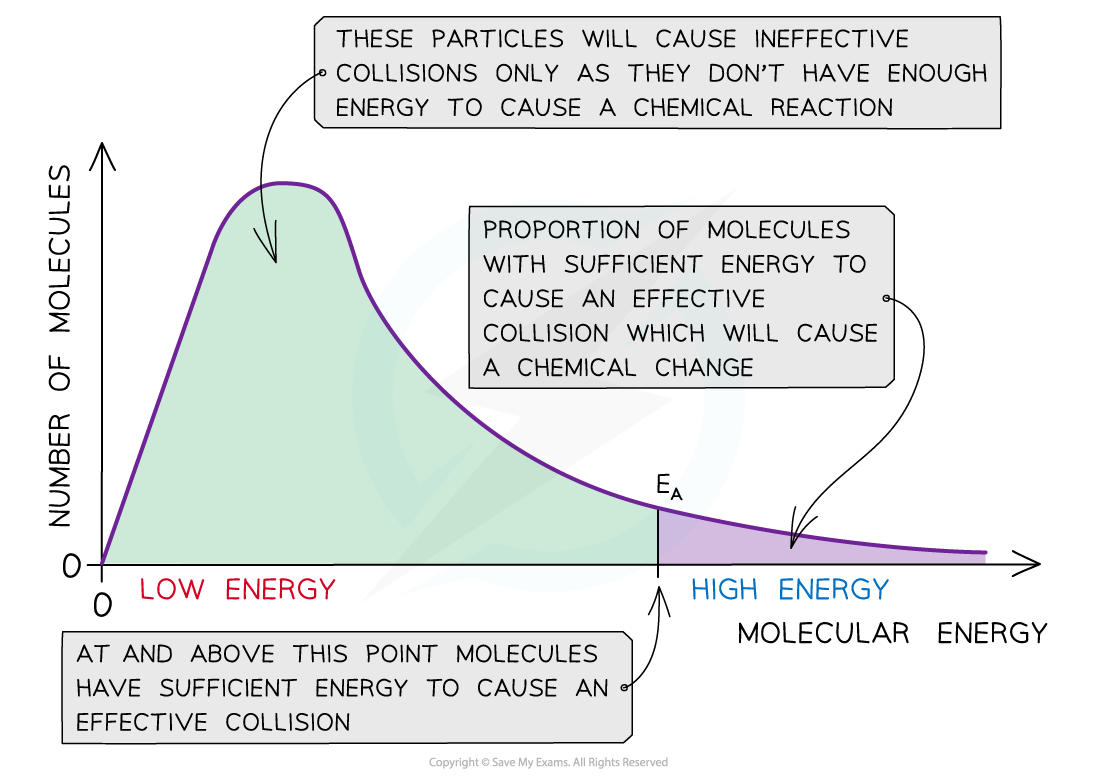 THESE PARTICLES WILL CAUSE INEFFECTIVE
COLLISIONS ONLY AS THEY DON'T HAVE ENOUGH
ENERGY TO CAUSE A CHEMICAL REACTION
NUMBER OF MOLECULES
PROPORTION OF MOLECULES
WITH SUFFICIENT ENERGY TO
CAUSE AN EFFECTIVE
COLLISION WHICH WILL CAUSE
A CHEMICAL CHANGE
EA
0
0
LOW ENERGY
HIGH ENERGY
MOLECULAR ENERGY
AT AND ABOVE THIS POINT MOLECULES
HAVE SUFFICIENT ENERGY TO CAUSE AN
EFFECTIVE COLLISION
Copyright © Save My Exams. All Rights Reserved